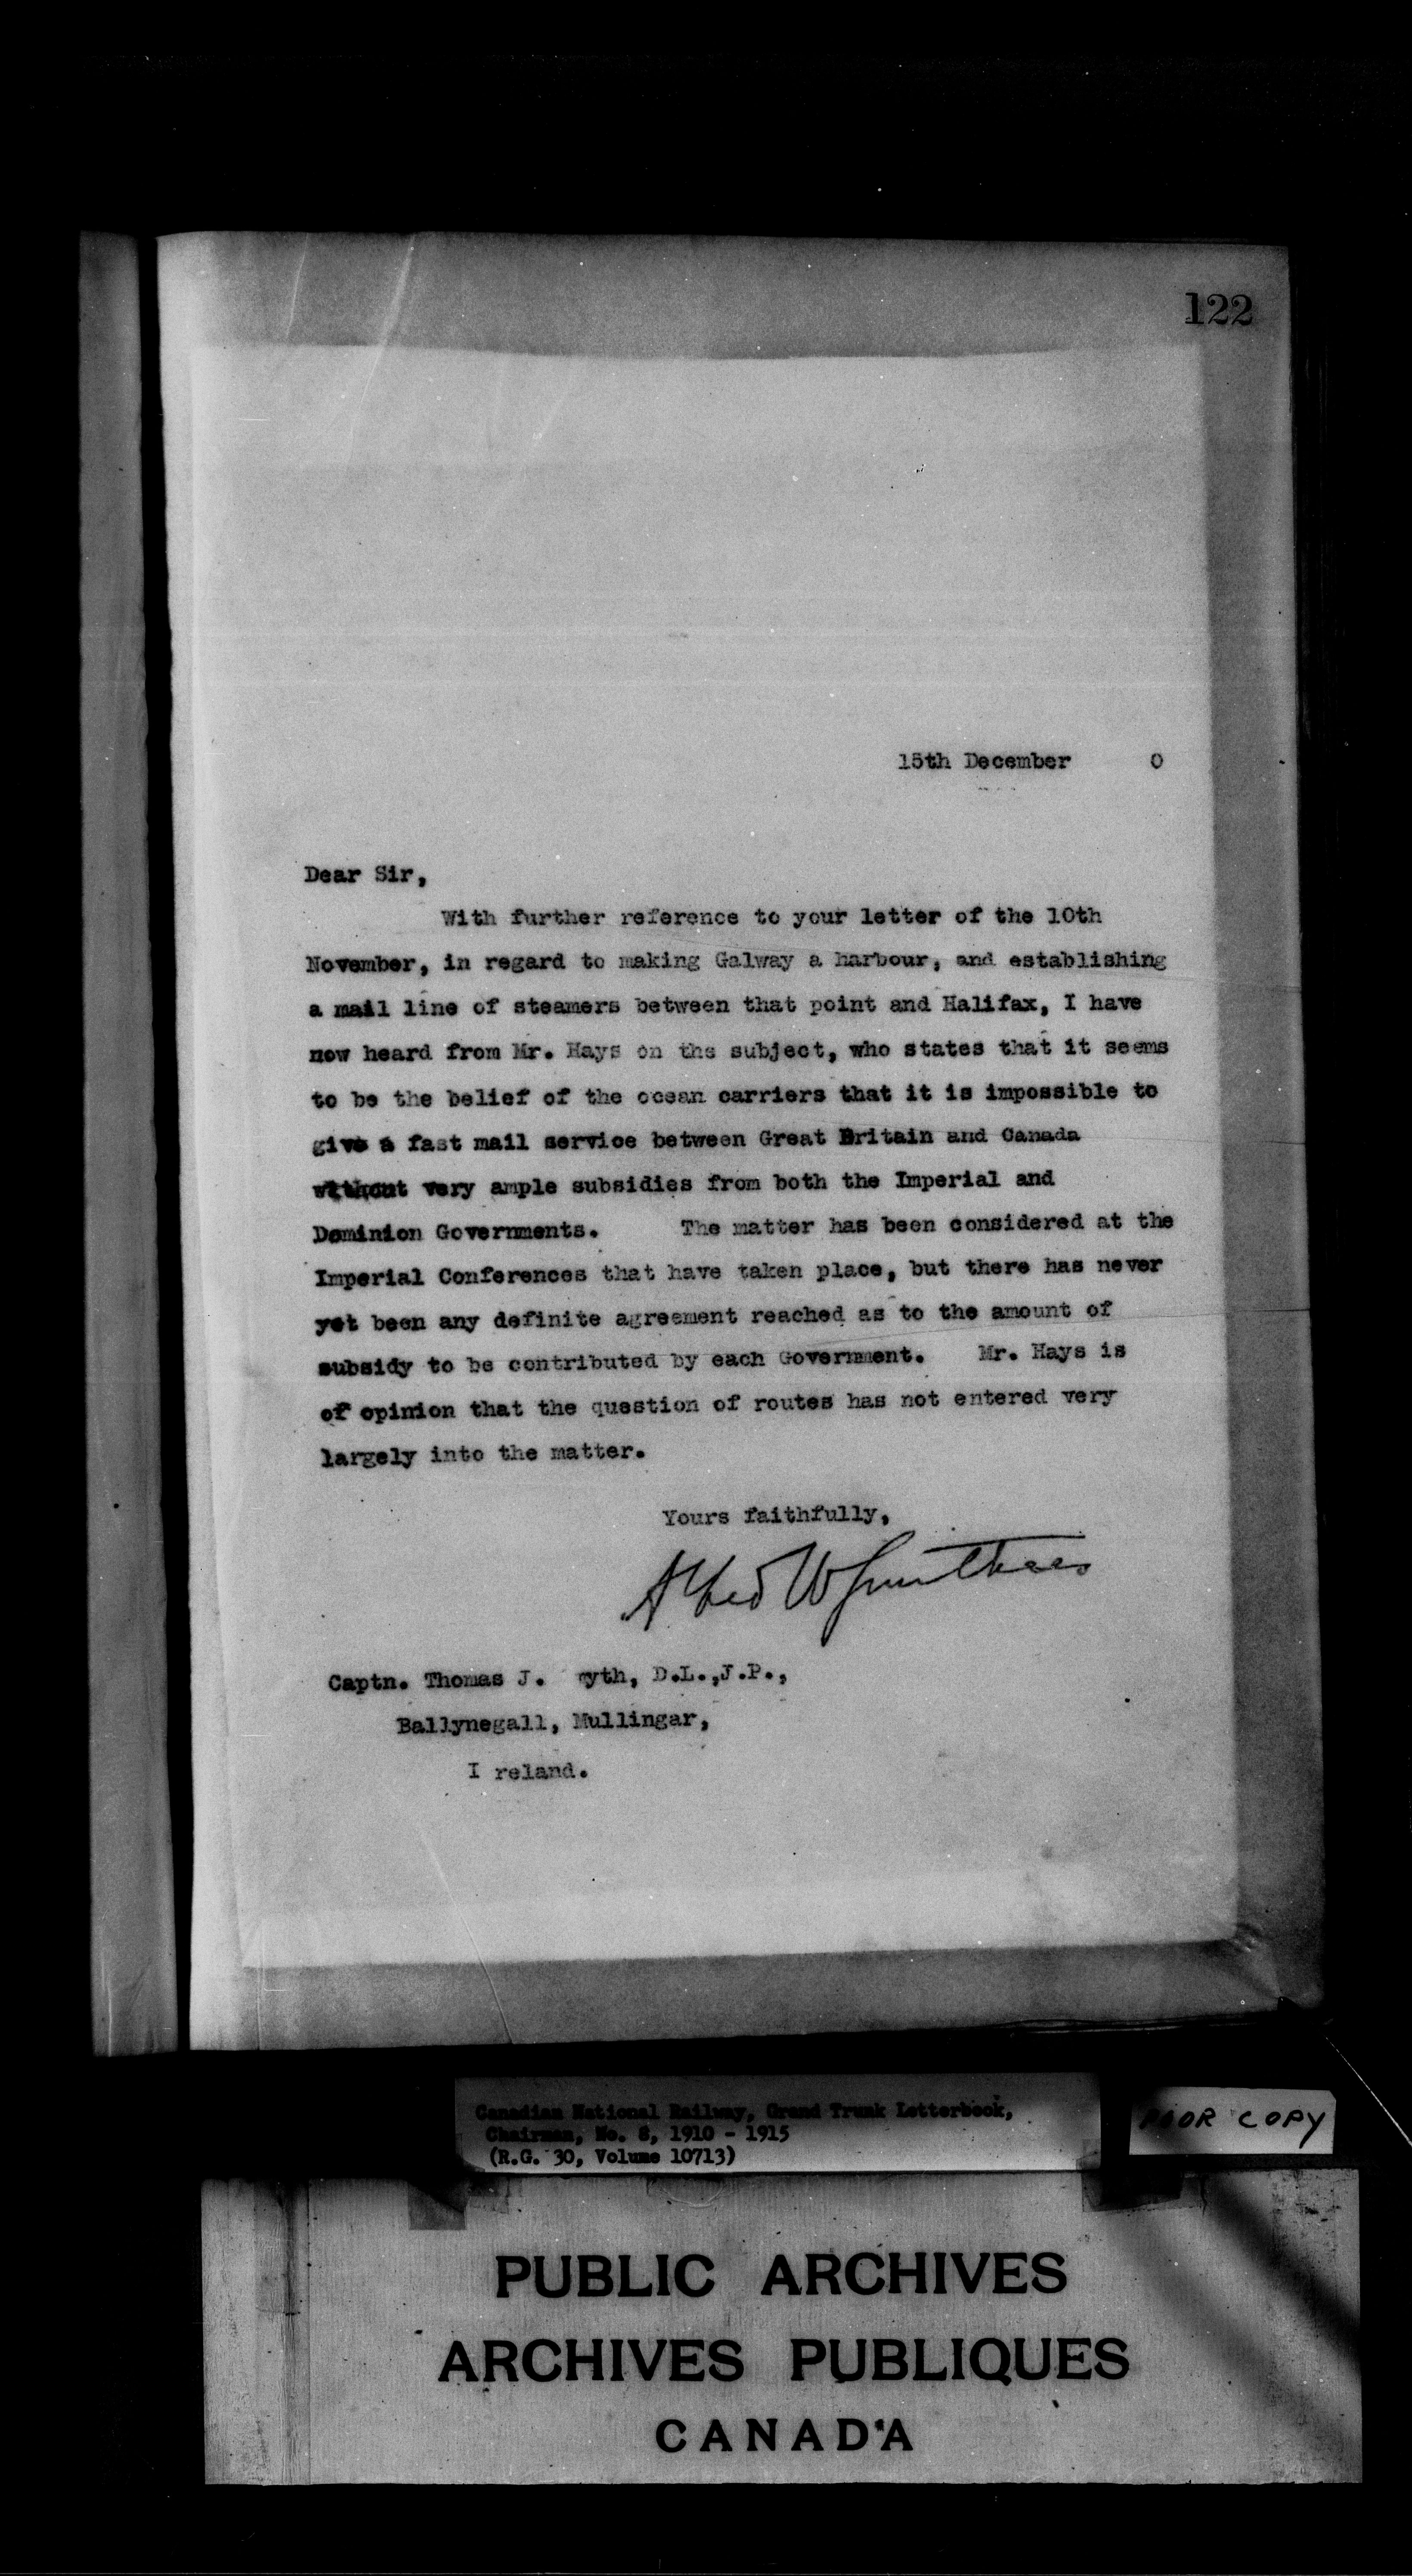 122
15th December 0
Dear Sir,
With further reference to your letter of the 10th
November, in regard to making Galway a harbour, and establishing
a mail line of steamers between that point and Halifax, I have
now heard from Mr. Hays on the subject, who states that it seems
to be the belief of the ocean carriers that it is impossible to
give a fast mail service between Great Britain and Canada
without very ample subsidies from both the Imperial and
Dominion Governments. The matter has been considered at the
Imperial Conferences that have taken place, but there has never
yet been any definite agreement reached as to the amount of
subsidy to be contributed by each Government. Mr. Hays is
of opinion that the question of routes has not entered very
largely into the matter.
Yours faithfully,
Alfred W Smithers
Captn. Thomas J. yth, D.L.,J.P.,
Ballynegall, Mullingar,
I reland.
Canadian National Railway, Grand Trunk Letterbook,
Chairman, No. 8, 1910 - 1915
(R.G. 30, Volume 10713)
POOR COPY
PUBLIC ARCHIVES
ARCHIVES PUBLIQUES
CANADA